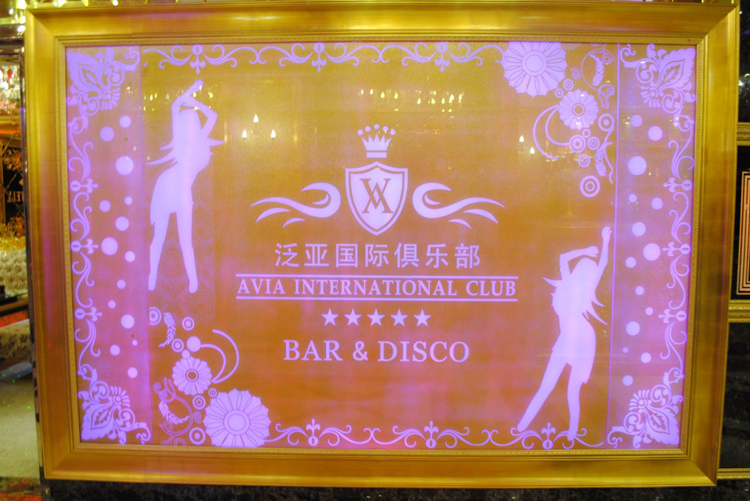 泛亚国际俱乐部
AVIA INTERNATIONAL CLUB
BAR & DISCO